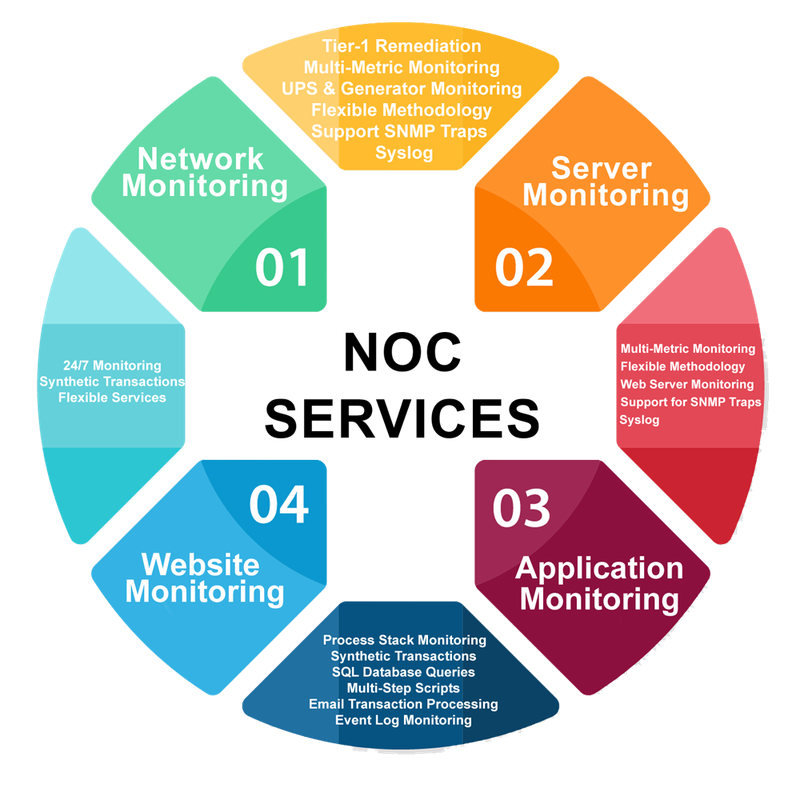 Tier-1 Remediation
Multi-Metric Monitoring
UPS & Generator Monitoring
Flexible Methodology
Support SNMP Traps
Syslog
Network
Monitoring
01
Server
Monitoring
02
24/7 Monitoring
Synthetic Transactions
Flexible Services
NOC
SERVICES
Multi-Metric Monitoring
Flexible Methodology
Web Server Monitoring
Support for SNMP Traps
Syslog
04
Website
Monitoring
03
Application
Monitoring
Process Stack Monitoring
Synthetic Transactions
SQL Database Queries
Multi-Step Scripts
Email Transaction Processing
Event Log Monitoring